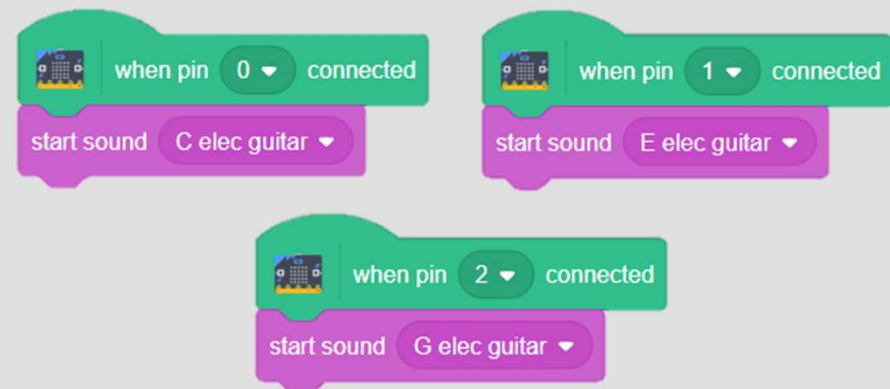 when pin 0 connected
start sound C elec guitar
when pin 1 connected
start sound E elec guitar
when pin 2 connected
start sound G elec guitar